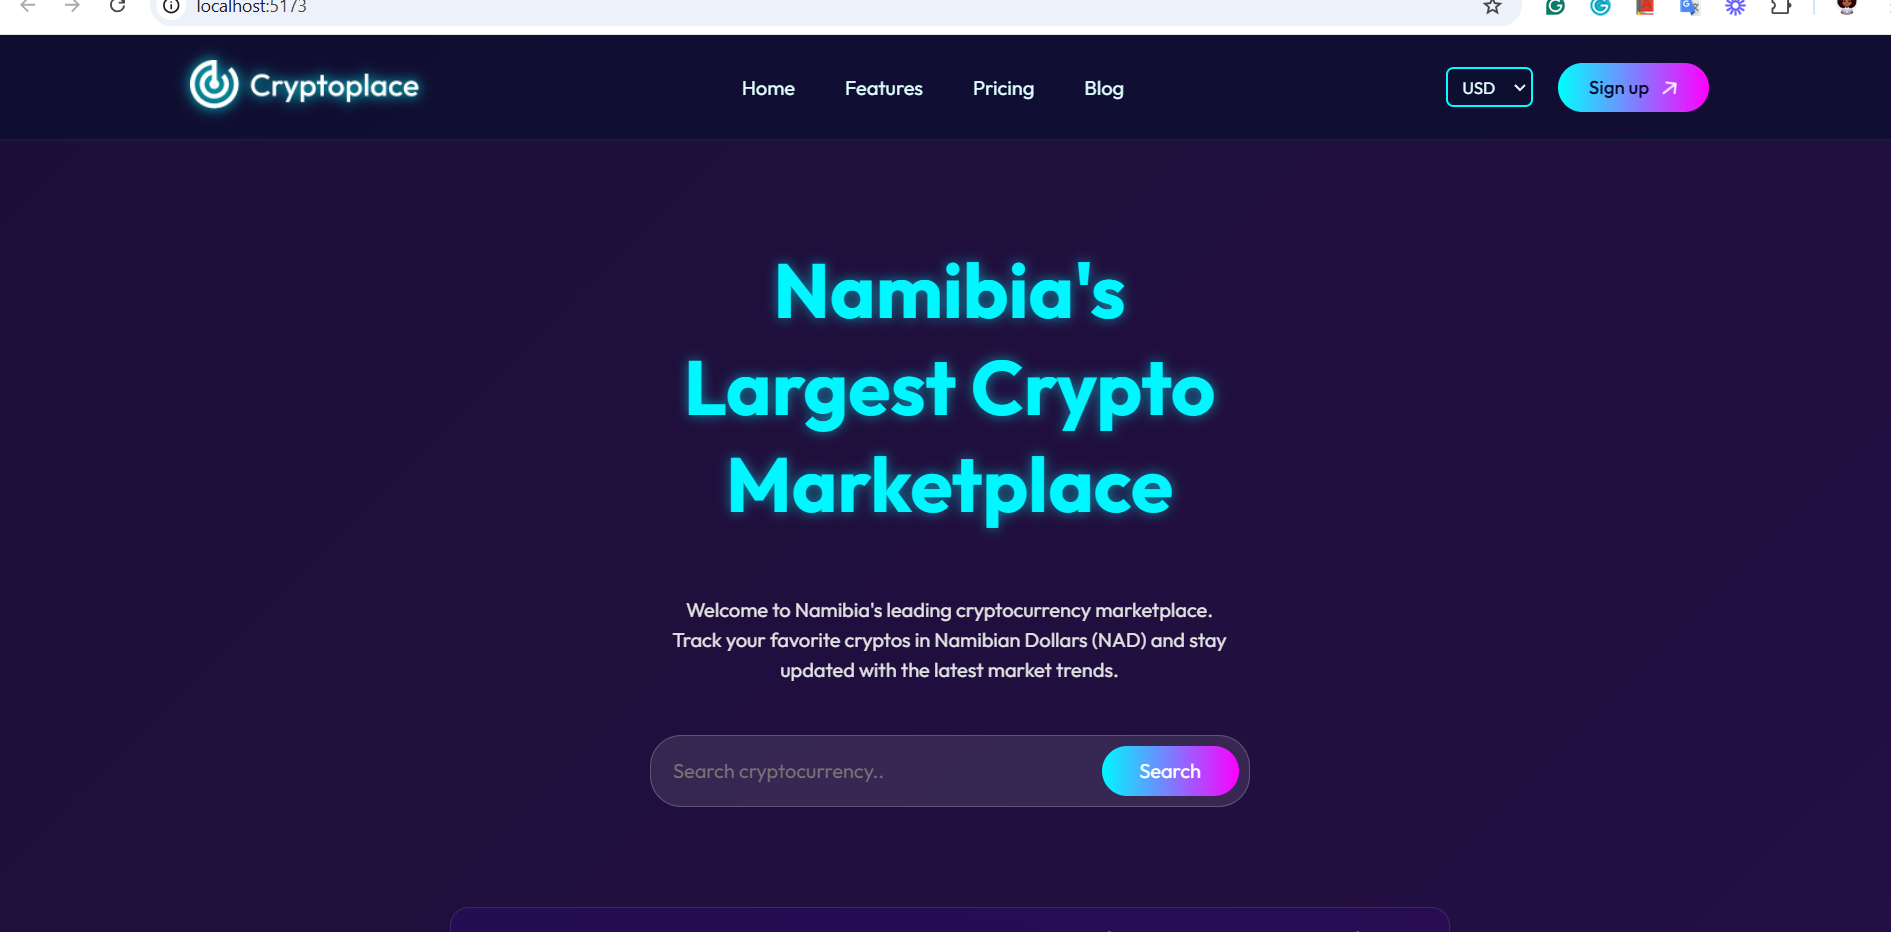 localhost:5173
Cryptoplace
Home Features Pricing Blog
USD
Sign up
Namibia's
Largest Crypto
Marketplace
Welcome to Namibia's leading cryptocurrency marketplace.
Track your favorite cryptos in Namibian Dollars (NAD) and stay
updated with the latest market trends.
Search cryptocurrency..
Search